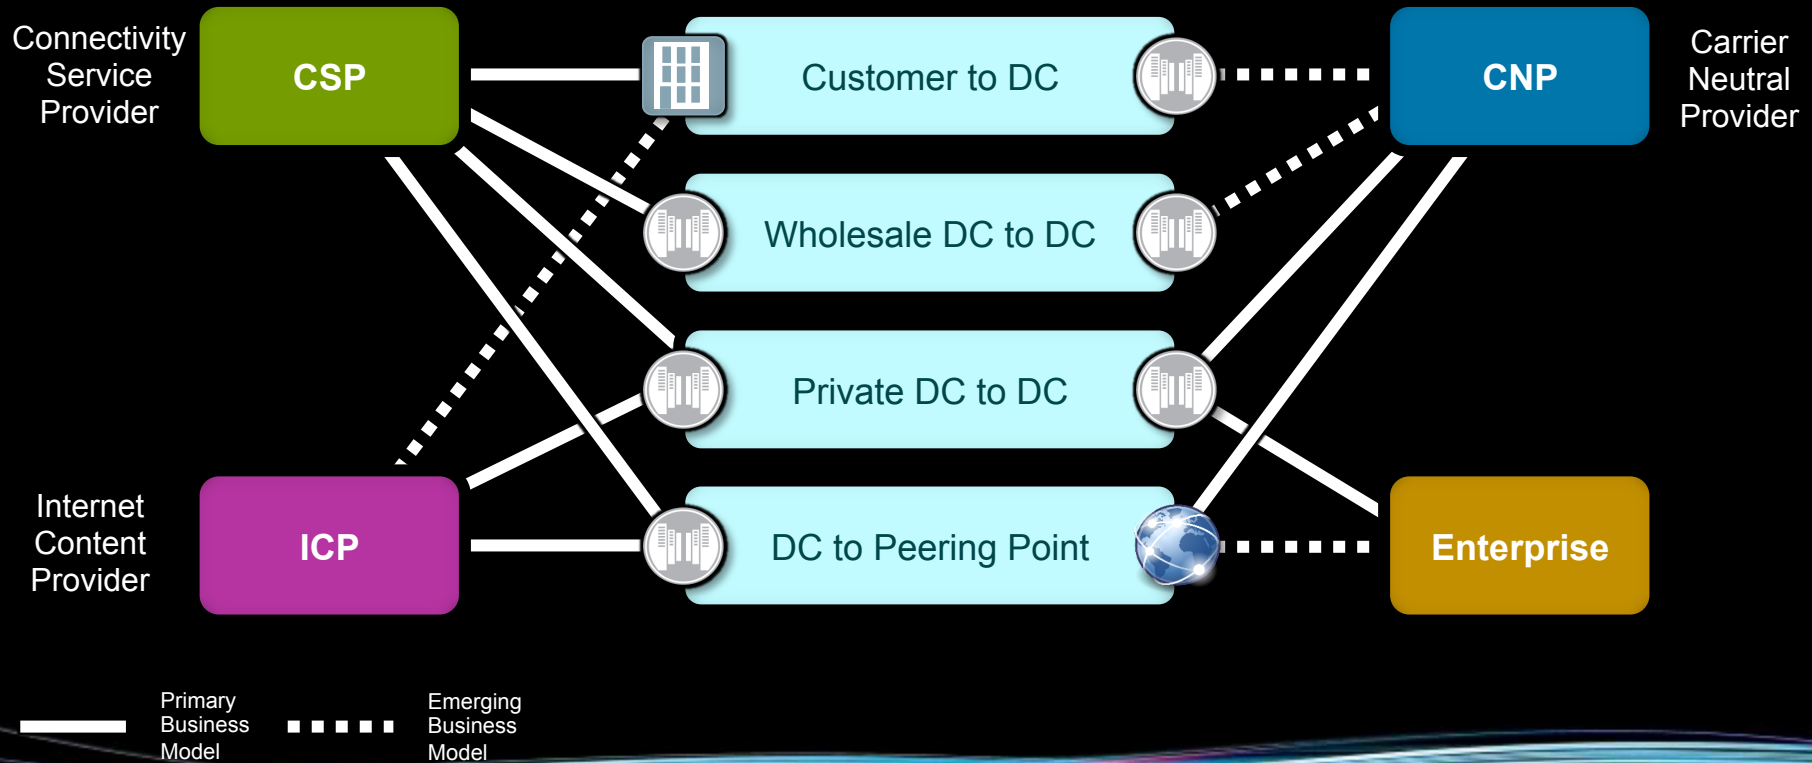 Connectivity
Service
Provider
CSP
Customer to DC
CNP
Carrier
Neutral
Provider
Wholesale DC to DC
Private DC to DC
Internet
Content
Provider
ICP
DC to Peering Point
Enterprise
Primary
Business
Model
Emerging
Business
Model